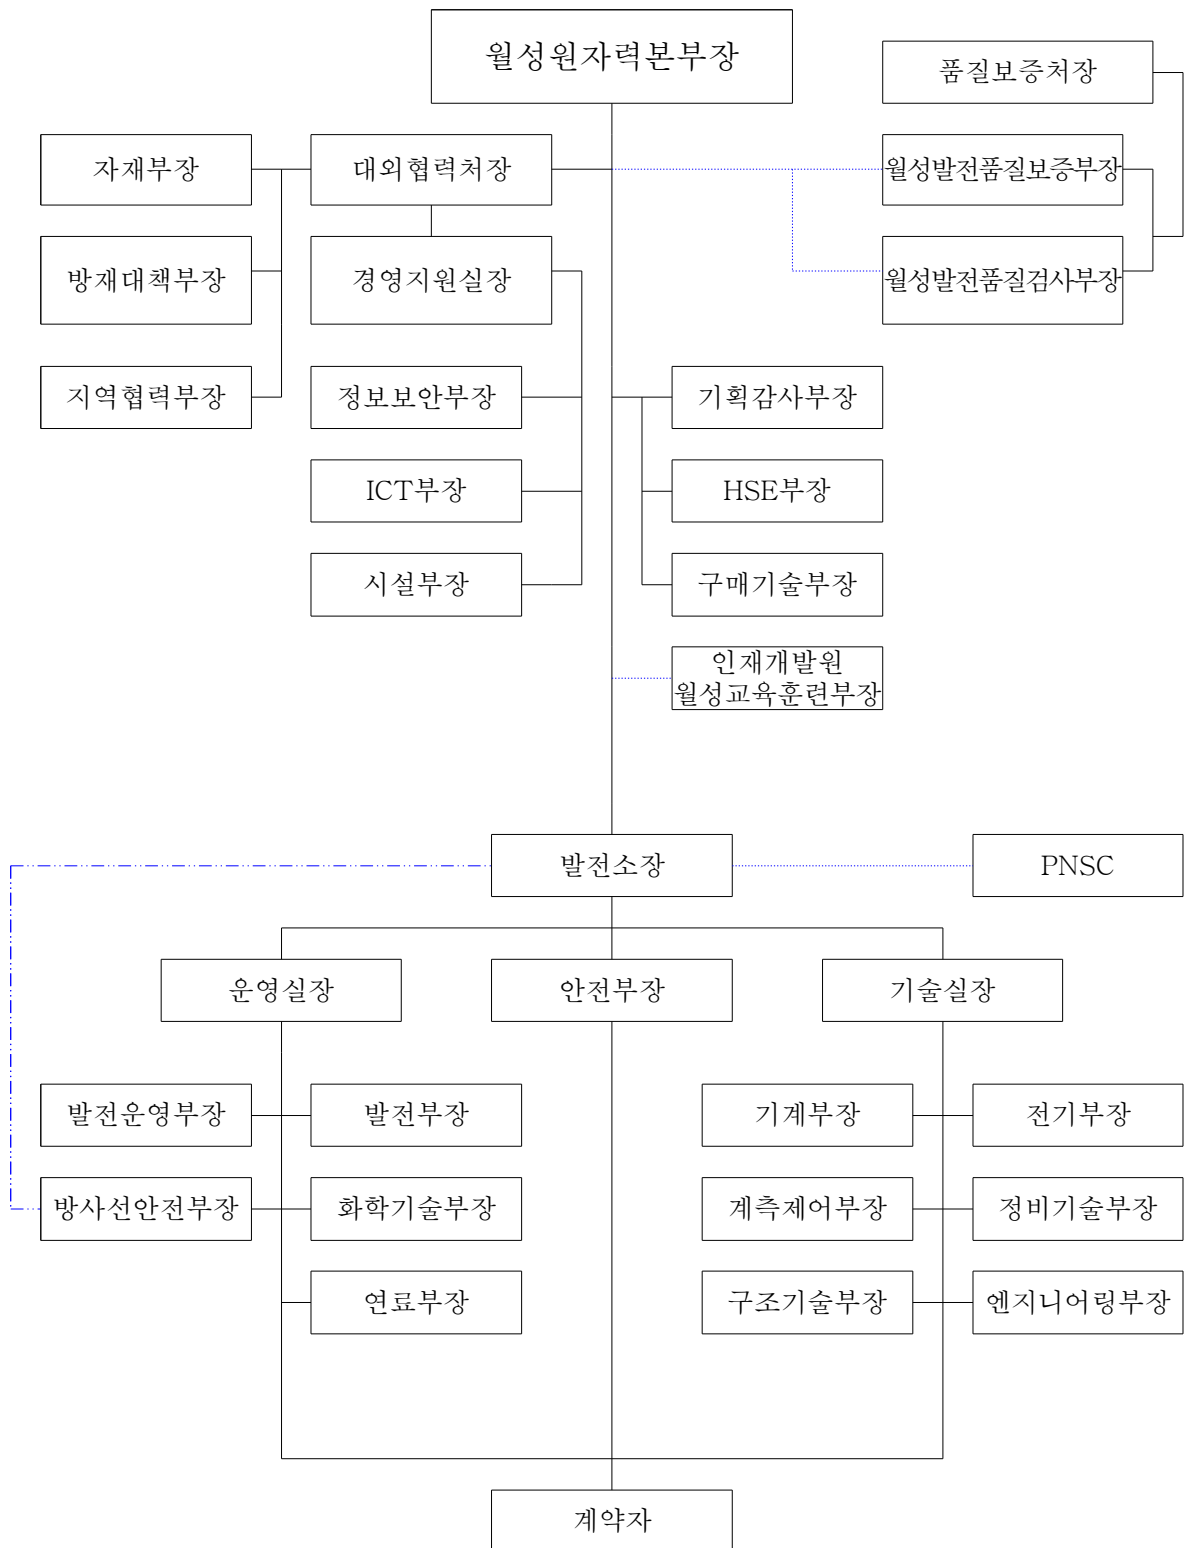 월성원자력본부장
품질보증처장
자재부장
대외협력처장
월성발전품질보증부장
방재대책부장
경영지원실장
월성발전품질검사부장
지역협력부장
정보보안부장
기획감사부장
ICT부장
HSE부장
시설부장
구매기술부장
인재개발원
월성교육훈련부장
발전소장
PNSC
운영실장
안전부장
기술실장
발전운영부장
발전부장
기계부장
전기부장
방사선안전부장
화학기술부장
계측제어부장
정비기술부장
연료부장
구조기술부장
엔지니어링부장
계약자